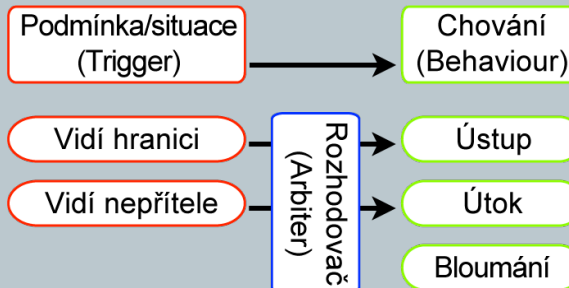 Podmínka/situace
(Trigger)
Chování
(Behaviour)
Vidí hranici
Rozhodovač
(Arbiter)
Ústup
Vidí nepřítele
Útok
Bloumání